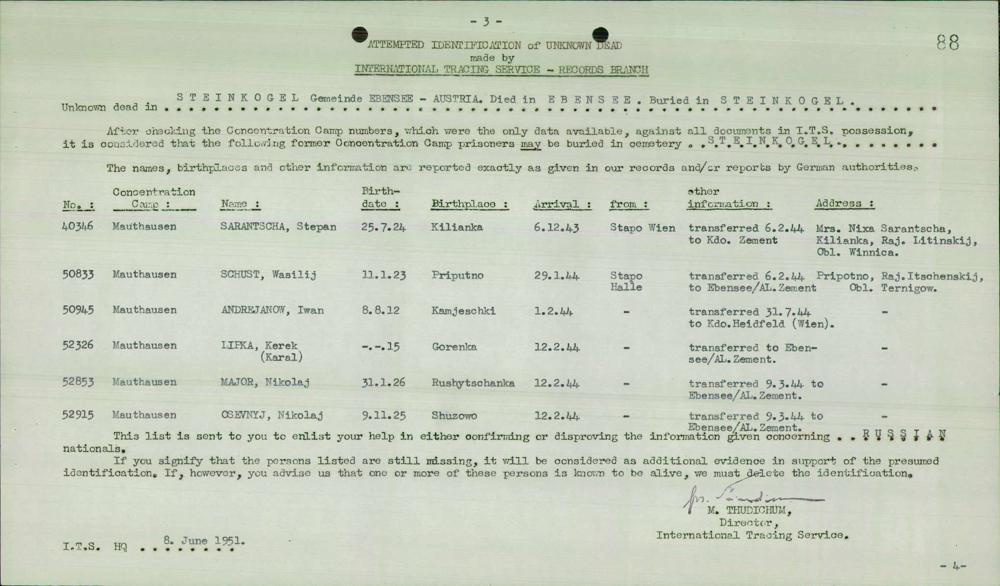 - 3 -
88
ATTEMPTED IDENTIFICATION of UNKNOWN DEAD
made by
INTERNATIONAL TRACING SERVICE - RECORDS BRANCH
Unknown dead in . STEINKOGEL Gemeinde EBENSEE - AUSTRIA. Died in EBENSEE. Buried in STEINKOGEL.
After checking the Concentration Camp numbers, which were the only data available, against all documents in I.T.S. possession,
it is considered that the following former Concentration Camp prisoners may be buried in cemetery . . STEINKOGEL.
The names, birthplaces and other information are reported exactly as given in our records and/or reports by German authorities.
No. : Concentration Camp : Name : Birth-date : Birthplace : Arrival : from : other information : Address :
40346 Mauthausen SARANTSCHA, Stepan 25.7.24 Kilianka 6.12.43 Stapo Wien transferred 6.2.44 Mrs. Nixa Sarantscha,
to Kdo. Zement Kilianka, Raj. Litinskij,
Obl. Winnica.
50833 Mauthausen SCHUST, Wasilij 11.1.23 Priputno 29.1.44 Stapo transferred 6.2.44 Pripotno, Raj.Itschenskij,
Halle to Ebensee/AL.Zement Obl. Ternigow.
50945 Mauthausen ANDREJANOW, Iwan 8.8.12 Kamjeschki 1.2.44 - transferred 31.7.44 -
to Kdo.Heidfeld (Wien).
52326 Mauthausen LIPKA, Kerek -.-.15 Gorenka 12.2.44 - transferred to Eben- -
(Karal) see/AL.Zement.
52853 Mauthausen MAJOR, Nikolaj 31.1.26 Rushytschanka 12.2.44 - transferred 9.3.44 to -
Ebensee/AL.Zement.
52915 Mauthausen OSEVNYJ, Nikolaj 9.11.25 Shuzowo 12.2.44 - transferred 9.3.44 to -
Ebensee/AL.Zement.
This list is sent to you to enlist your help in either confirming or disproving the information given concerning . . RUSSIAN
nationals.
If you signify that the persons listed are still missing, it will be considered as additional evidence in support of the presumed
identification. If, however, you advise us that one or more of these persons is known to be alive, we must delete the identification.
M. THUDICHUM,
Director,
International Tracing Service.
I.T.S. HQ . . 8. June 1951.
- 4-